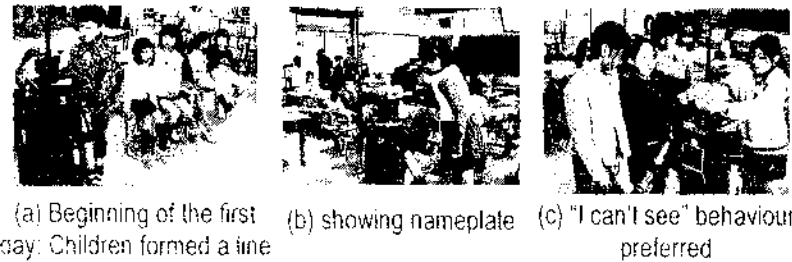 (a) Beginning of the first
day: Children formed a line
(b) showing nameplate
(c) "I can't see" behaviour
preferred